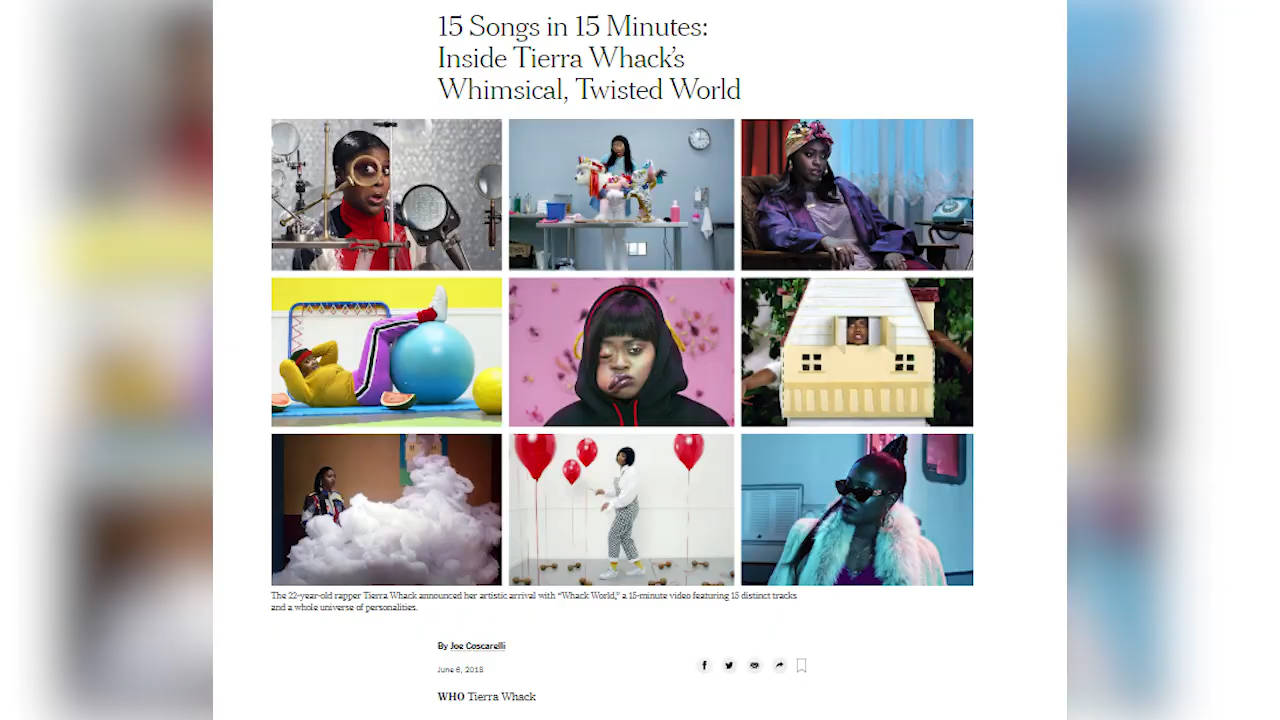 15 Songs in 15 Minutes:
Inside Tierra Whack's
Whimsical, Twisted World
The 22-year-old rapper Tierra Whack announced her artistic arrival with “Whack World,” a 15-minute video featuring 15 distinct tracks
and a whole universe of personalities.
By Joe Coscarelli
June 6, 2018
WHO Tierra Whack